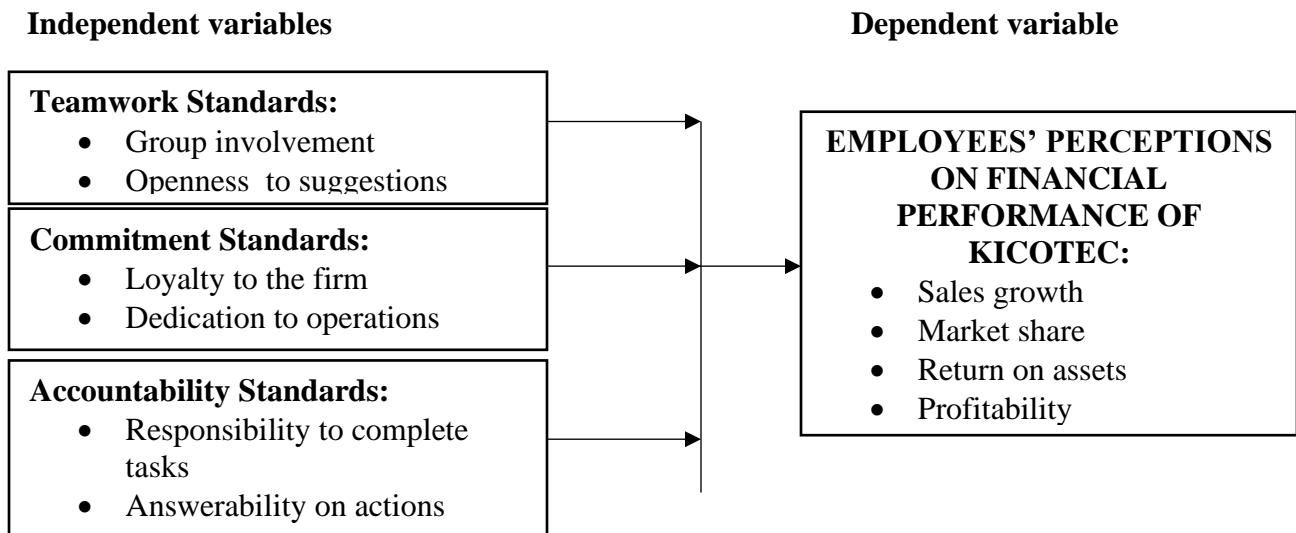 Independent variables
Dependent variable
Teamwork Standards:
• Group involvement
• Openness to suggestions
Commitment Standards:
• Loyalty to the firm
• Dedication to operations
Accountability Standards:
• Responsibility to complete
tasks
• Answerability on actions
EMPLOYEES’ PERCEPTIONS
ON FINANCIAL
PERFORMANCE OF
KICOTEC:
• Sales growth
• Market share
• Return on assets
• Profitability